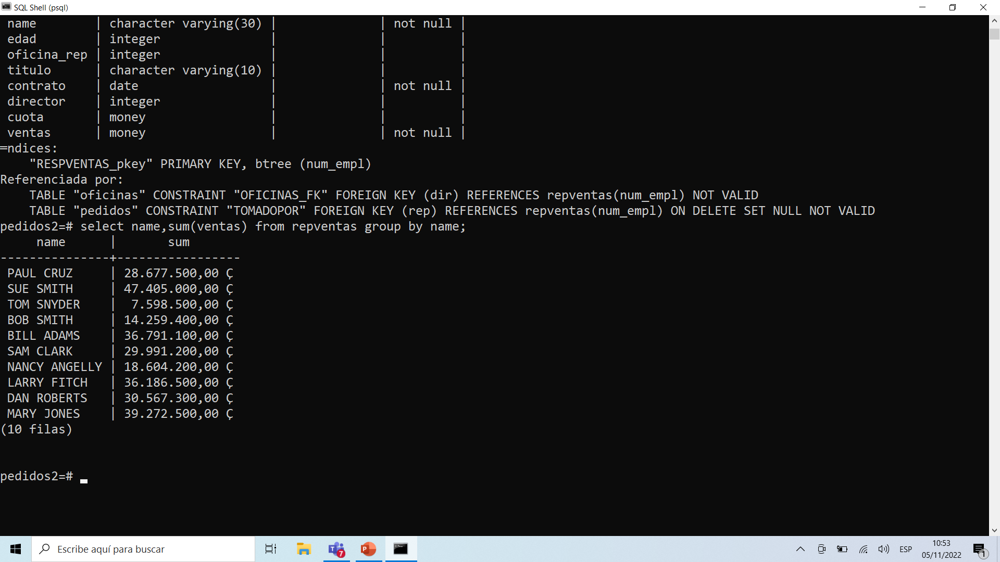 SQL Shell (psql)
name | character varying(30) | | not null |
edad | integer | | |
oficina_rep | integer | | |
titulo | character varying(10) | | |
contrato | date | | not null |
director | integer | | |
cuota | money | | |
ventas | money | | not null |
═ndices:
"RESPVENTAS_pkey" PRIMARY KEY, btree (num_empl)
Referenciada por:
TABLE "oficinas" CONSTRAINT "OFICINAS_FK" FOREIGN KEY (dir) REFERENCES repventas(num_empl) NOT VALID
TABLE "pedidos" CONSTRAINT "TOMADOPOR" FOREIGN KEY (rep) REFERENCES repventas(num_empl) ON DELETE SET NULL NOT VALID
pedidos2=# select name,sum(ventas) from repventas group by name;
name | sum
---------------+-----------------
PAUL CRUZ | 28.677.500,00 Ç
SUE SMITH | 47.405.000,00 Ç
TOM SNYDER | 7.598.500,00 Ç
BOB SMITH | 14.259.400,00 Ç
BILL ADAMS | 36.791.100,00 Ç
SAM CLARK | 29.991.200,00 Ç
NANCY ANGELLY | 18.604.200,00 Ç
LARRY FITCH | 36.186.500,00 Ç
DAN ROBERTS | 30.567.300,00 Ç
MARY JONES | 39.272.500,00 Ç
(10 filas)
pedidos2=#
Escribe aquí para buscar
7
ESP
10:53
05/11/2022
1